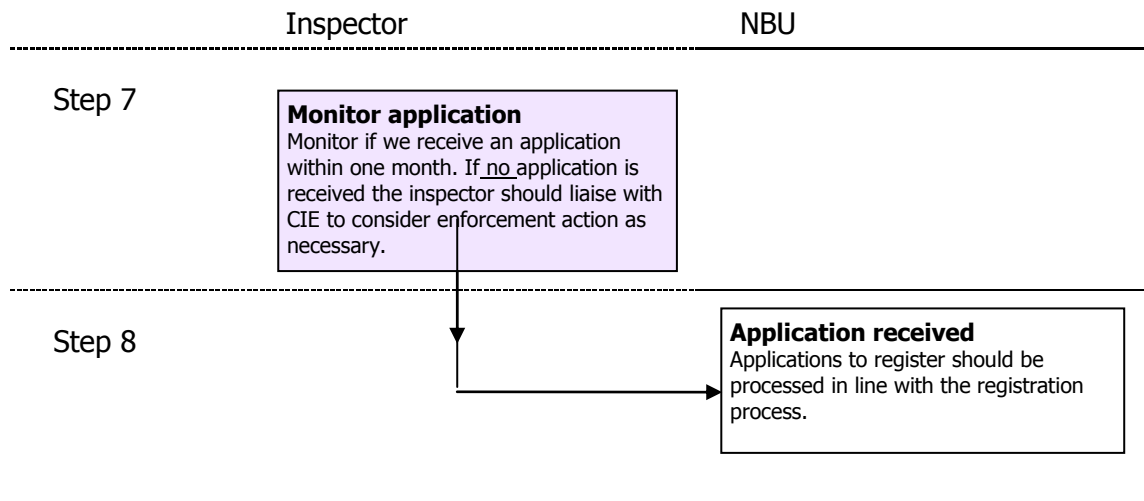 Inspector NBU
Step 7
Monitor application
Monitor if we receive an application
within one month. If no application is
received the inspector should liaise with
CIE to consider enforcement action as
necessary.
Step 8
Application received
Applications to register should be
processed in line with the registration
process.